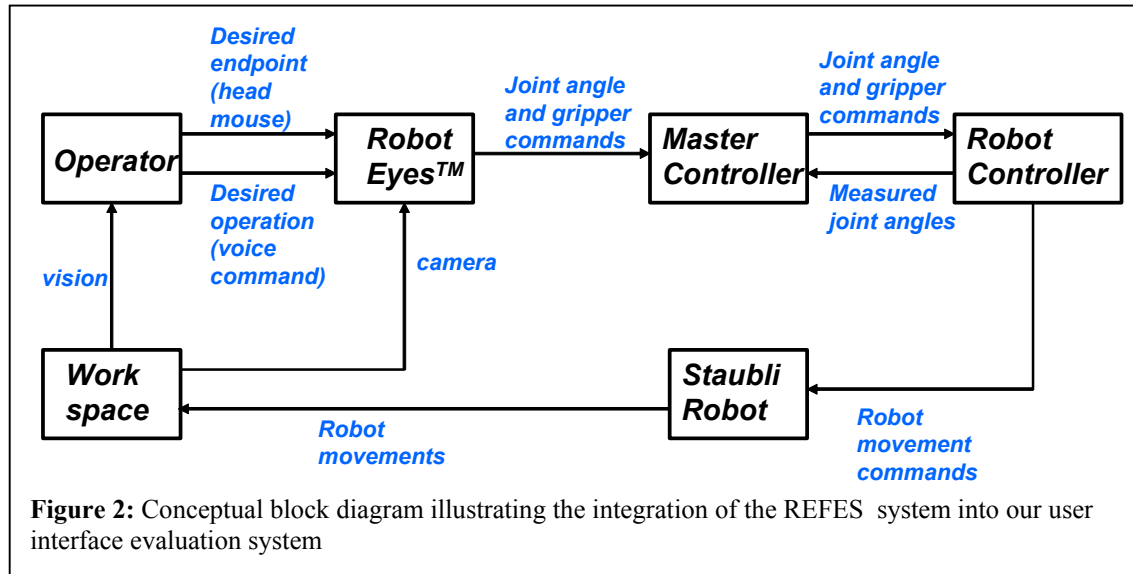 Desired
endpoint
(head
mouse)
Joint angle
and gripper
commands
Joint angle
and gripper
commands
Operator
Robot
Eyes™
Master
Controller
Robot
Controller
Desired
operation
(voice
command)
Measured
joint angles
vision
camera
Work
space
Staubli
Robot
Robot
movements
Robot
movement
commands
Figure 2: Conceptual block diagram illustrating the integration of the REFES system into our user
interface evaluation system